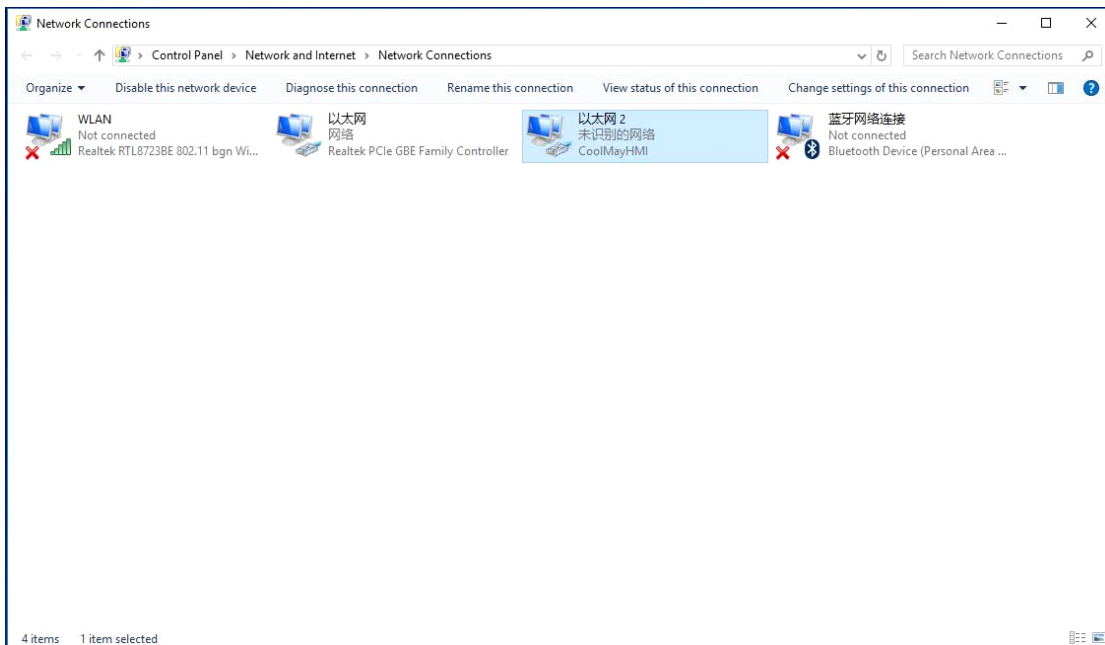 Network Connections
Control Panel > Network and Internet > Network Connections
Search Network Connections
Organize
Disable this network device
Diagnose this connection
Rename this connection
View status of this connection
Change settings of this connection
WLAN
Not connected
Realtek RTL8723BE 802.11 bgn Wi...
以太网
网络
Realtek PCIe GBE Family Controller
以太网 2
未识别的网络
CoolMayHMI
蓝牙网络连接
Not connected
Bluetooth Device (Personal Area ...
4 items
1 item selected